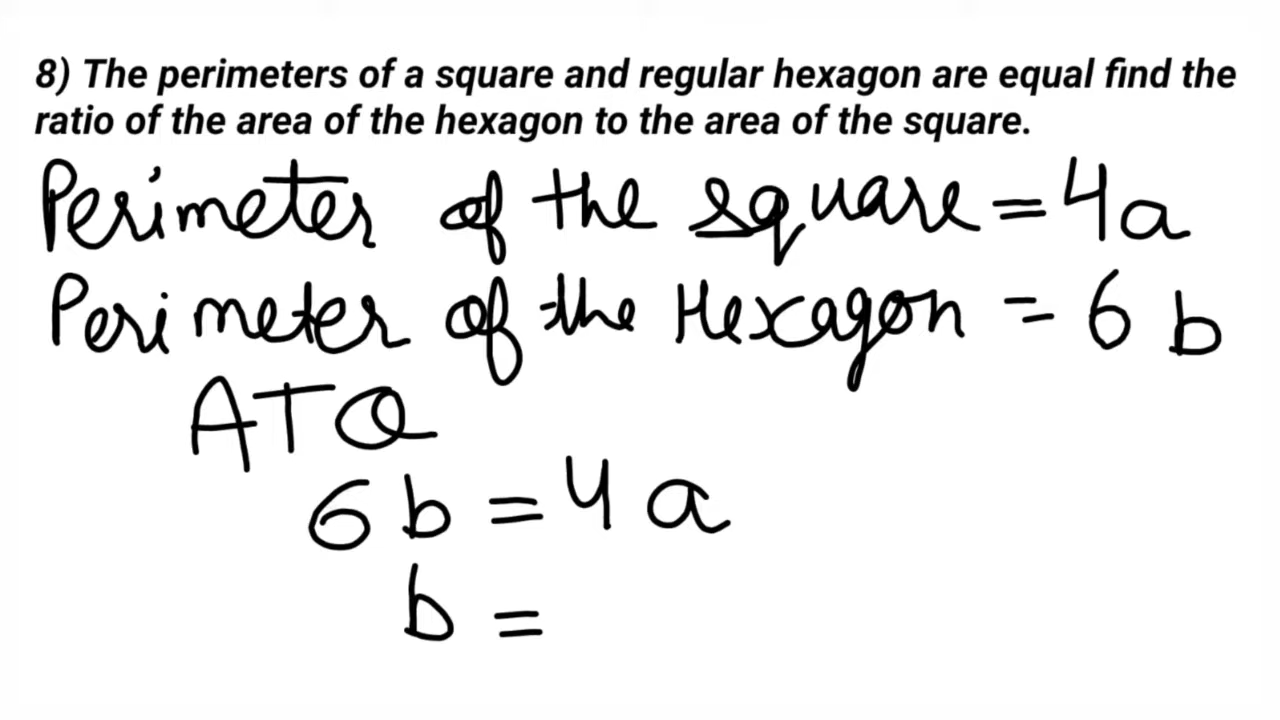 8) The perimeters of a square and regular hexagon are equal find the
ratio of the area of the hexagon to the area of the square.
Perimeter of the square = 4a
Perimeter of the Hexagon = 6 b
ATQ
6 b = 4 a
b =